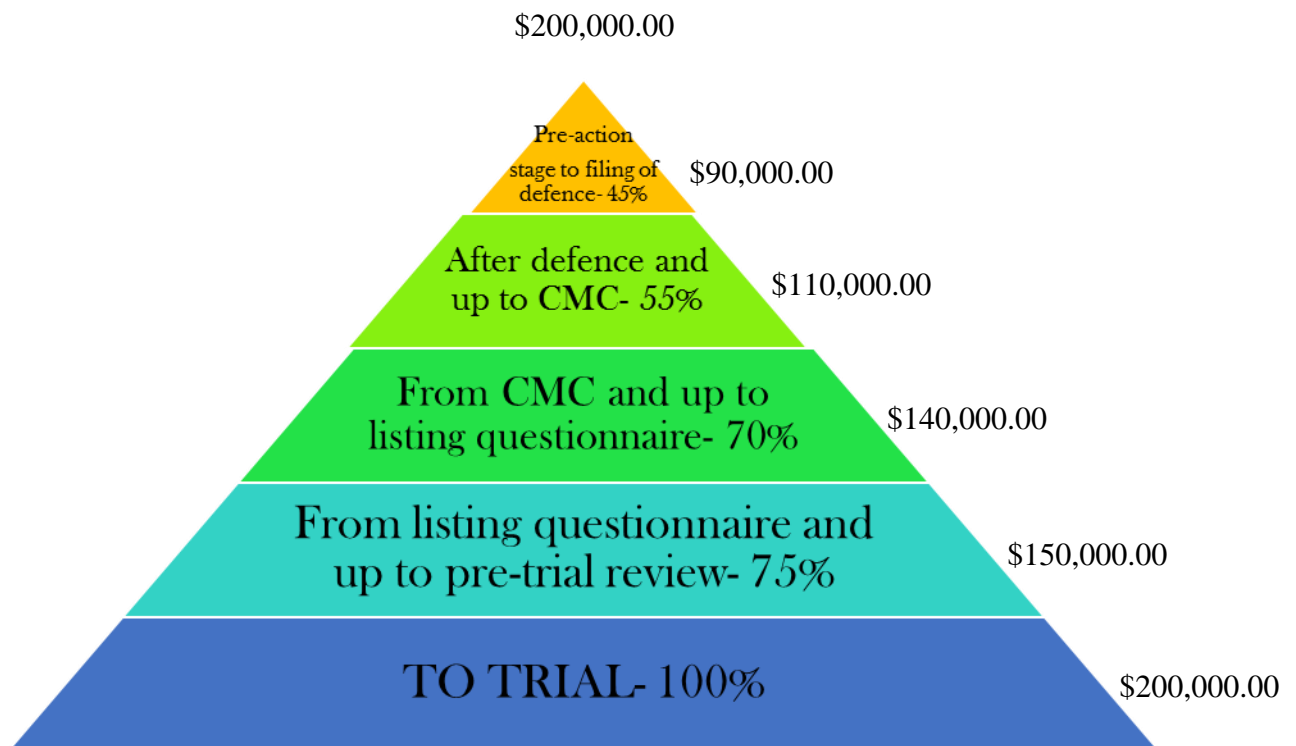 $200,000.00
Pre-action
stage to filing of
defence- 45%
$90,000.00
After defence and
up to CMC- 55%
$110,000.00
From CMC and up to
listing questionnaire- 70%
$140,000.00
From listing questionnaire and
up to pre-trial review- 75%
$150,000.00
TO TRIAL- 100%
$200,000.00